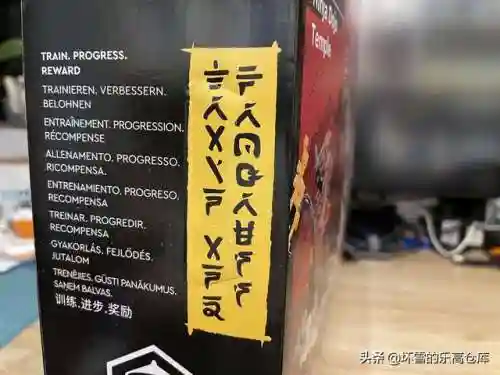 TRAIN. PROGRESS.
REWARD
TRAINIEREN. VERBESSERN.
BELOHNEN
ENTRAÎNEMENT. PROGRESSION.
RÉCOMPENSE
ALLENAMENTO. PROGRESSO.
RICOMPENSA.
ENTRENAMIENTO. PROGRESO.
RECOMPENSA
TREINAR. PROGREDIR.
RECOMPENSA
GYAKORLÁS. FEJLŐDÉS.
JUTALOM
TRENĒJIES. GŪSTI PANĀKUMUS.
SAŅEM BALVAS.
训练.进步.奖励
Temple
头条 @坏雪的乐高仓库